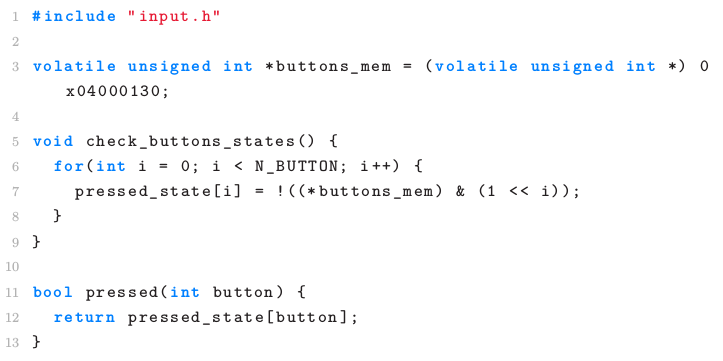 1 #include "input.h"
2
3 volatile unsigned int *buttons_mem = (volatile unsigned int *) 0
x04000130;
4
5 void check_buttons_states() {
6   for(int i = 0; i < N_BUTTON; i++) {
7     pressed_state[i] = !((*buttons_mem) & (1 << i));
8   }
9 }
10
11 bool pressed(int button) {
12   return pressed_state[button];
13 }